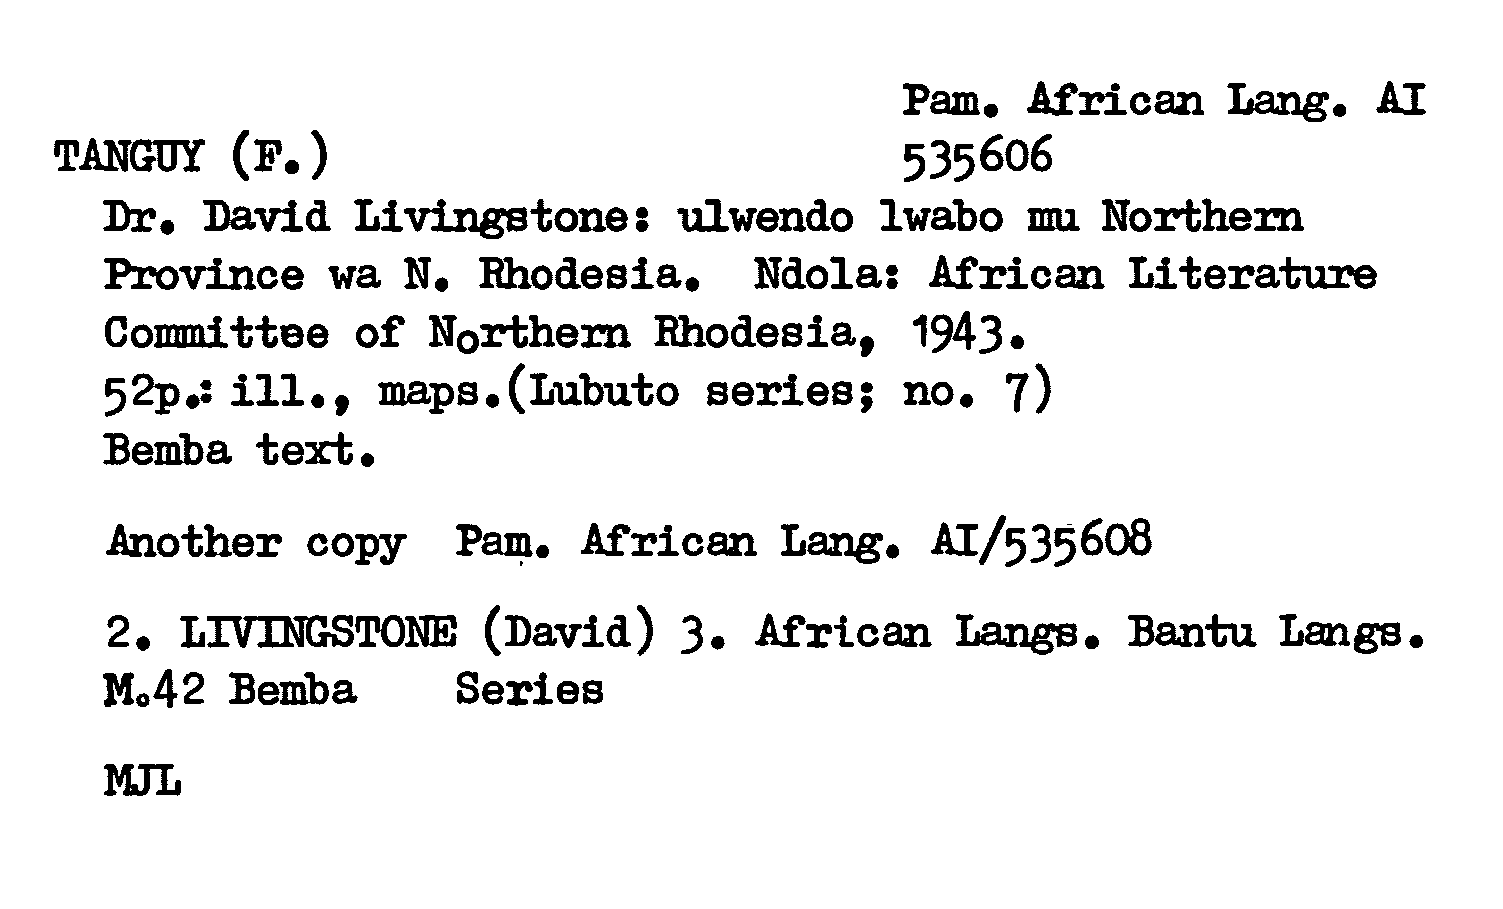 Pam. African Lang. AI
TANGUY (F.) 535606
Dr. David Livingstone: ulwendo lwabo mu Northern
Province wa N. Rhodesia. Ndola: African Literature
Committee of Northern Rhodesia, 1943.
52p.: ill., maps.(Lubuto series; no. 7)
Bemba text.
Another copy Pam. African Lang. AI/535608
2. LIVINGSTONE (David) 3. African Langs. Bantu Langs.
M.42 Bemba Series
MJL